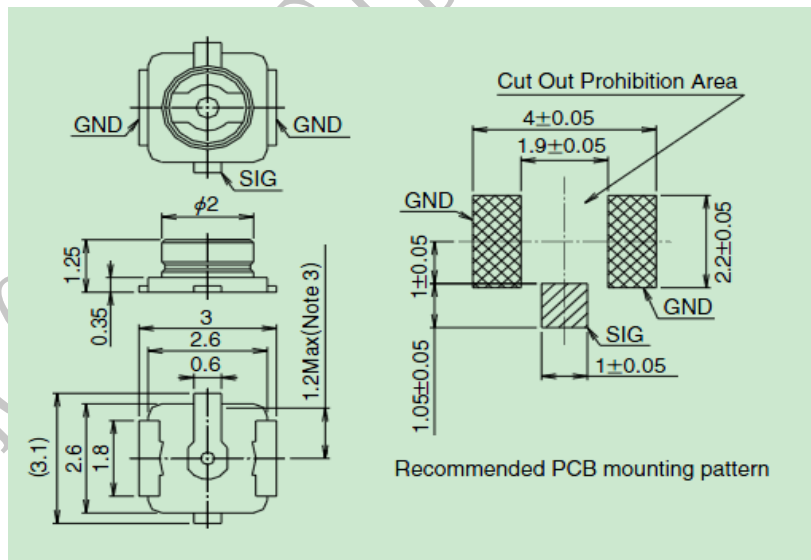 GND
GND
SIG
ϕ2
1.25
0.35
3
2.6
0.6
1.2Max(Note 3)
(3.1)
2.6
1.8
Cut Out Prohibition Area
4±0.05
1.9±0.05
GND
1±0.05
2.2±0.05
GND
SIG
1.05±0.05
1±0.05
Recommended PCB mounting pattern